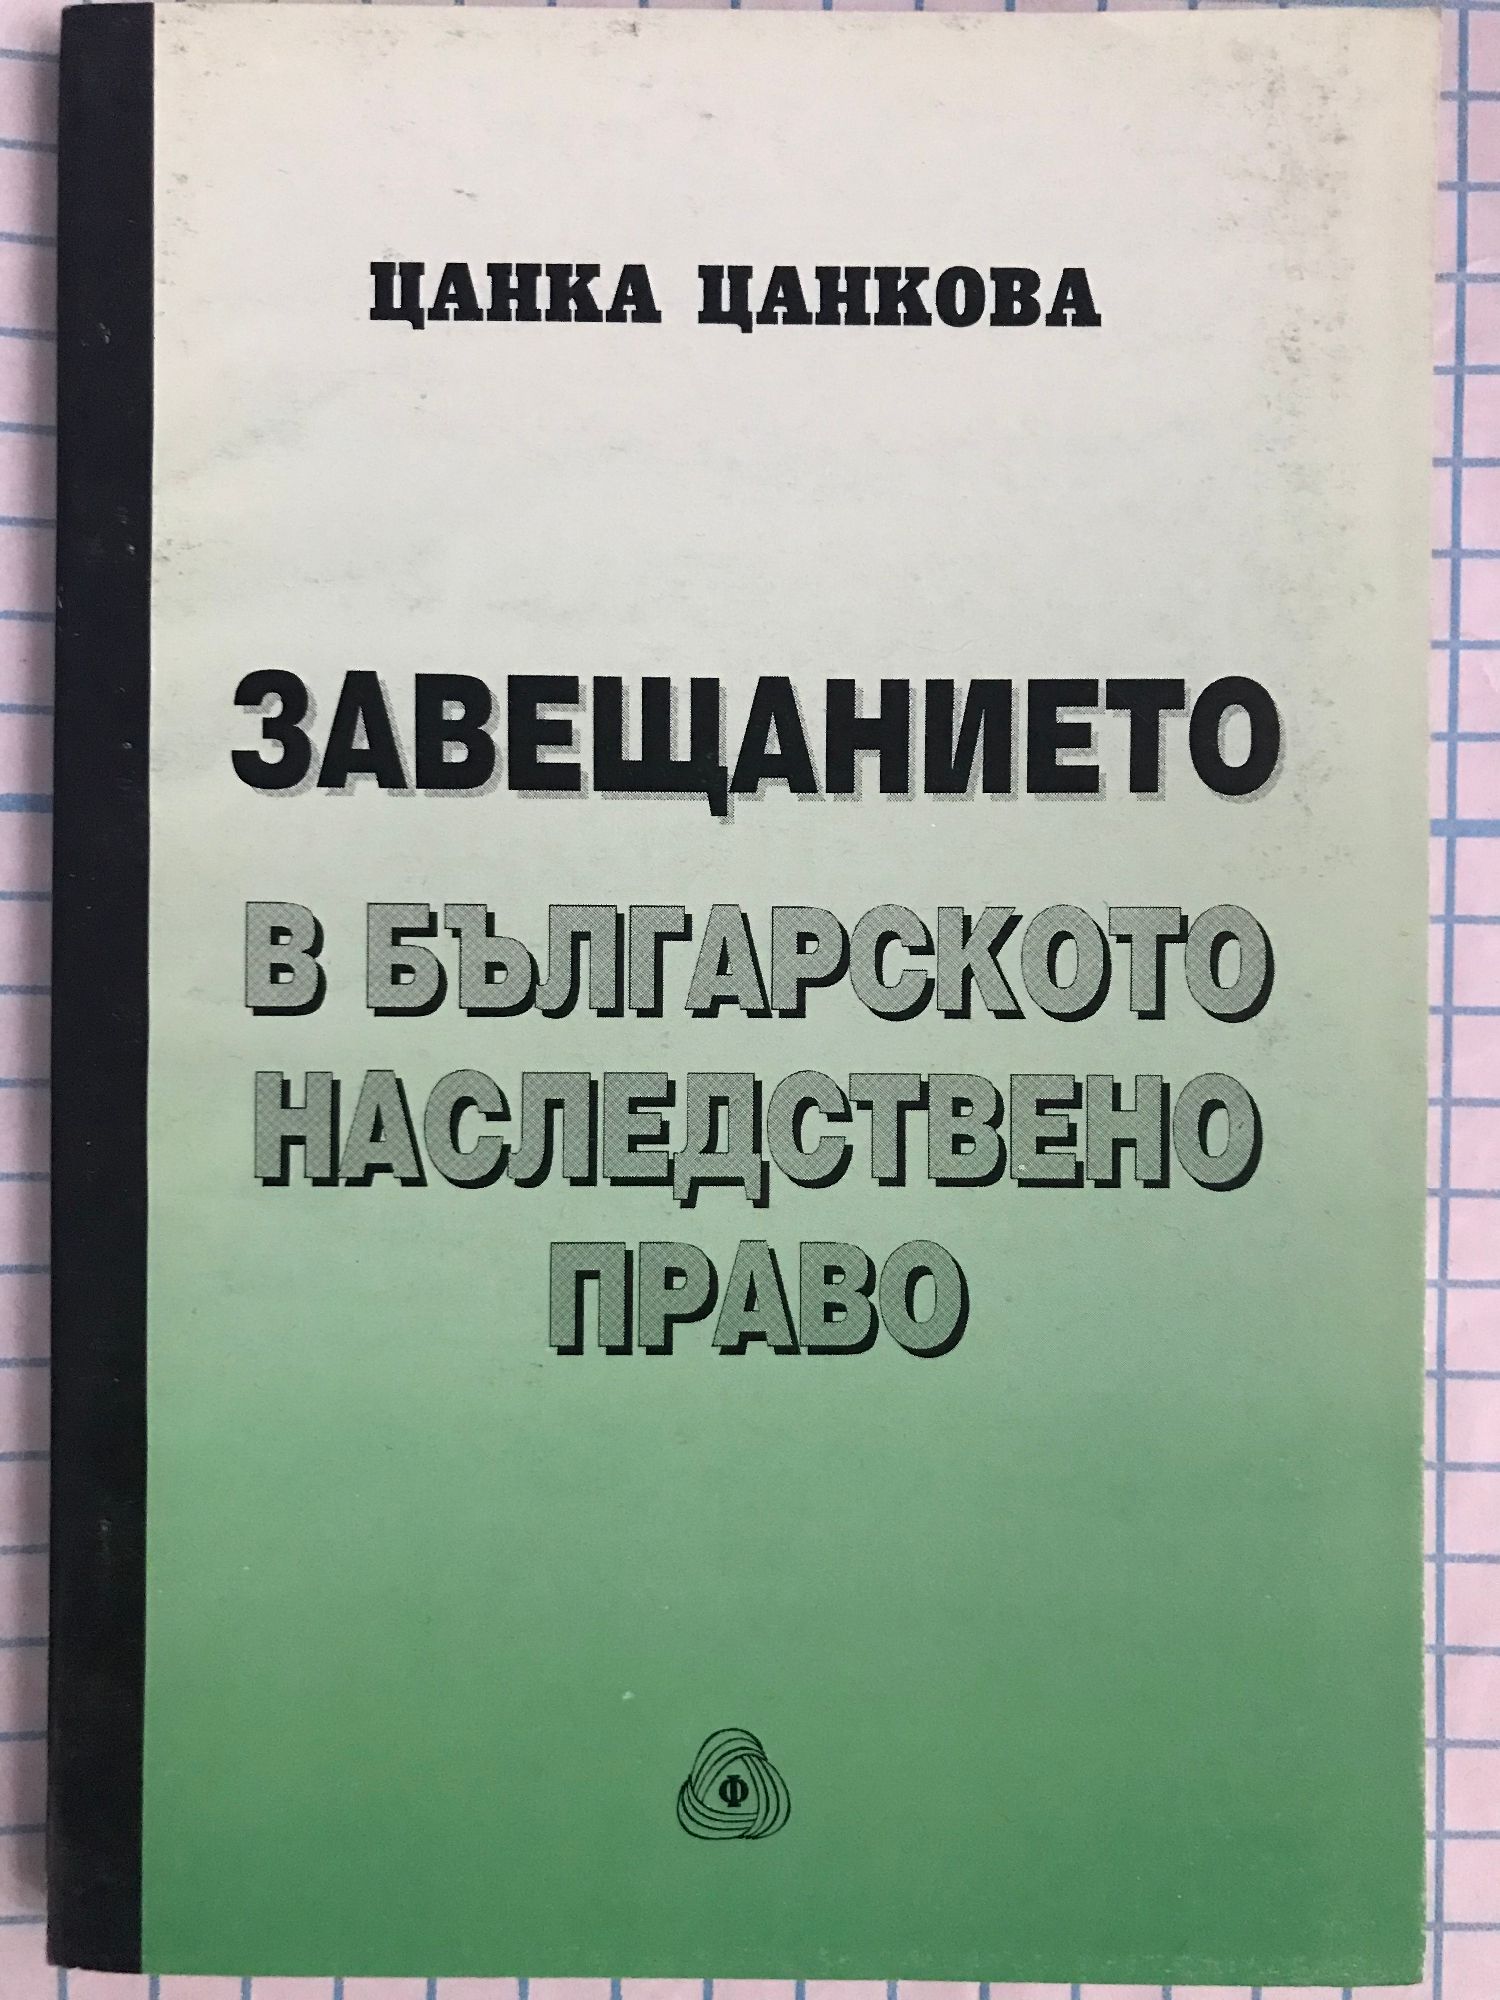 ЦАНКА ЦАНКОВА
ЗАВЕЩАНИЕТО
В БЪЛГАРСКОТО
НАСЛЕДСТВЕНО
ПРАВО
Ф